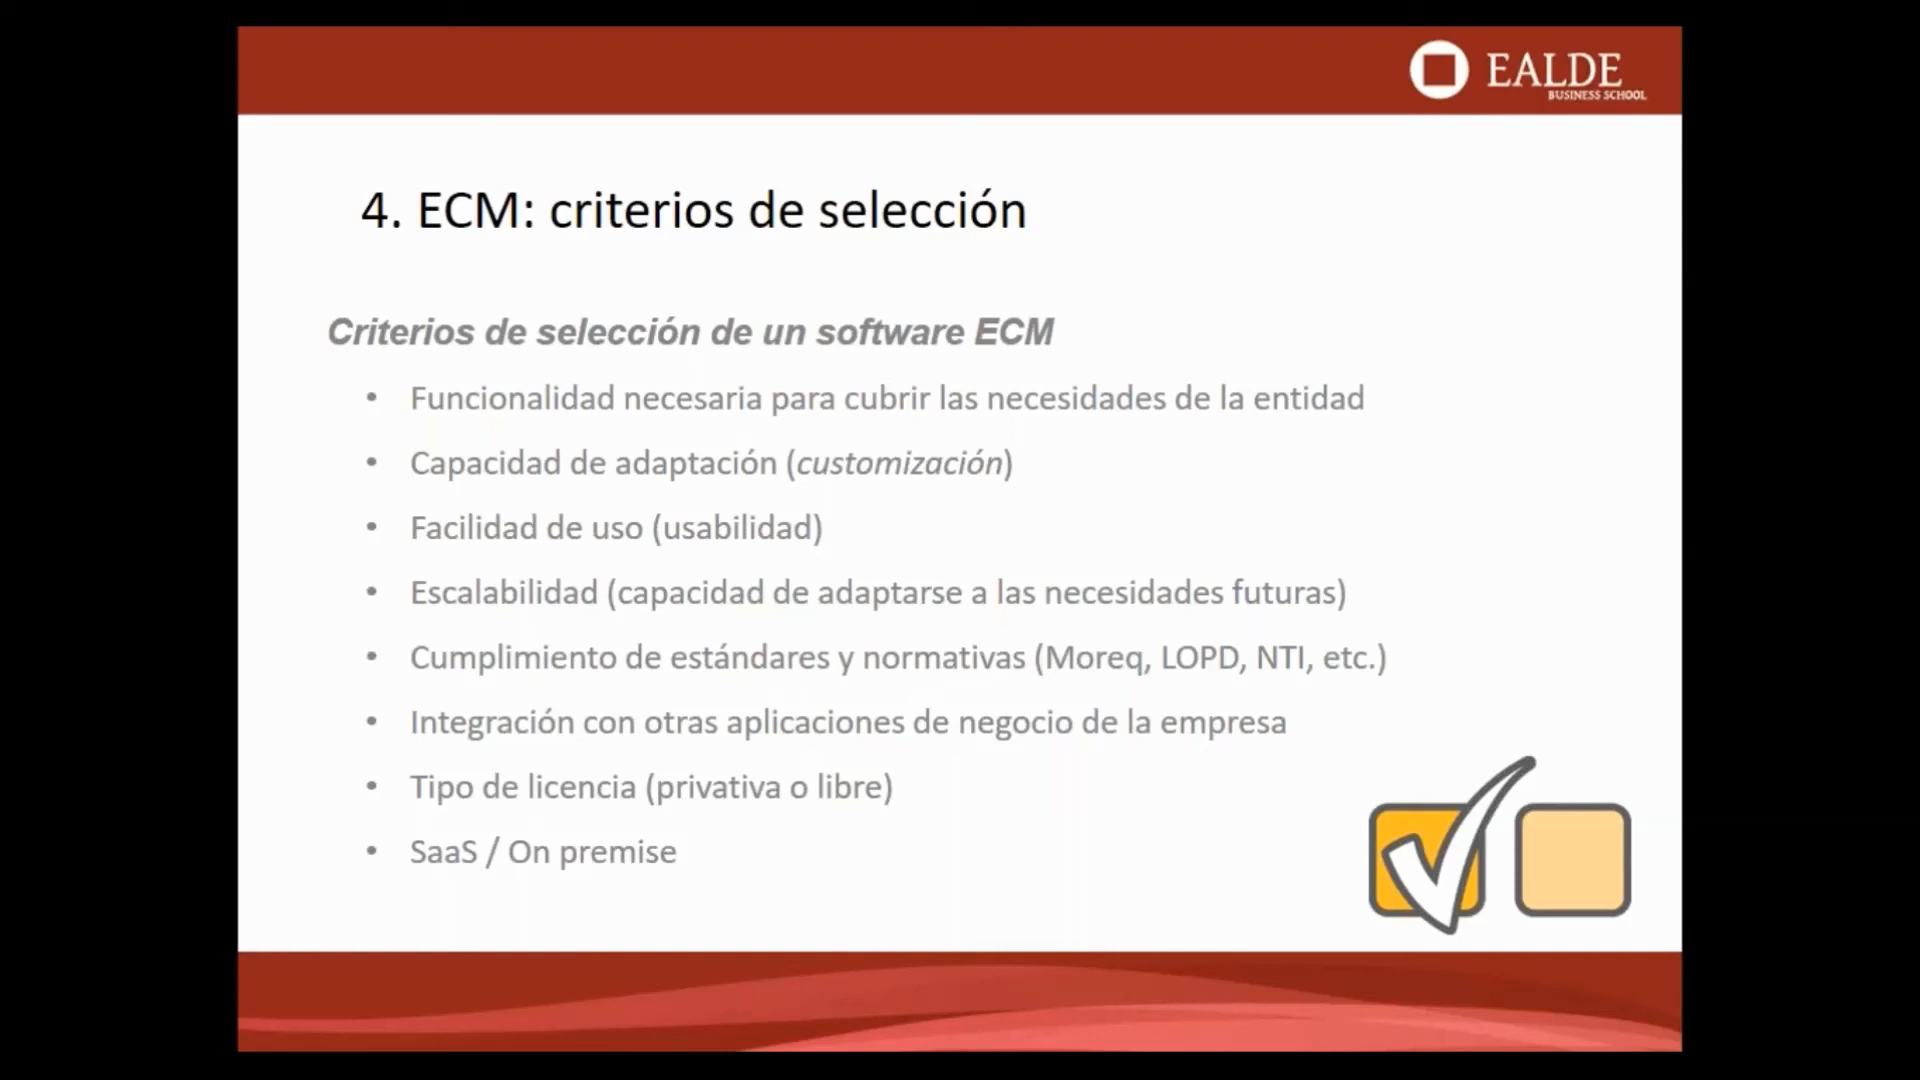 EALDE
BUSINESS SCHOOL
4. ECM: criterios de selección
Criterios de selección de un software ECM
• Funcionalidad necesaria para cubrir las necesidades de la entidad
• Capacidad de adaptación (customización)
• Facilidad de uso (usabilidad)
• Escalabilidad (capacidad de adaptarse a las necesidades futuras)
• Cumplimiento de estándares y normativas (Moreq, LOPD, NTI, etc.)
• Integración con otras aplicaciones de negocio de la empresa
• Tipo de licencia (privativa o libre)
• SaaS / On premise